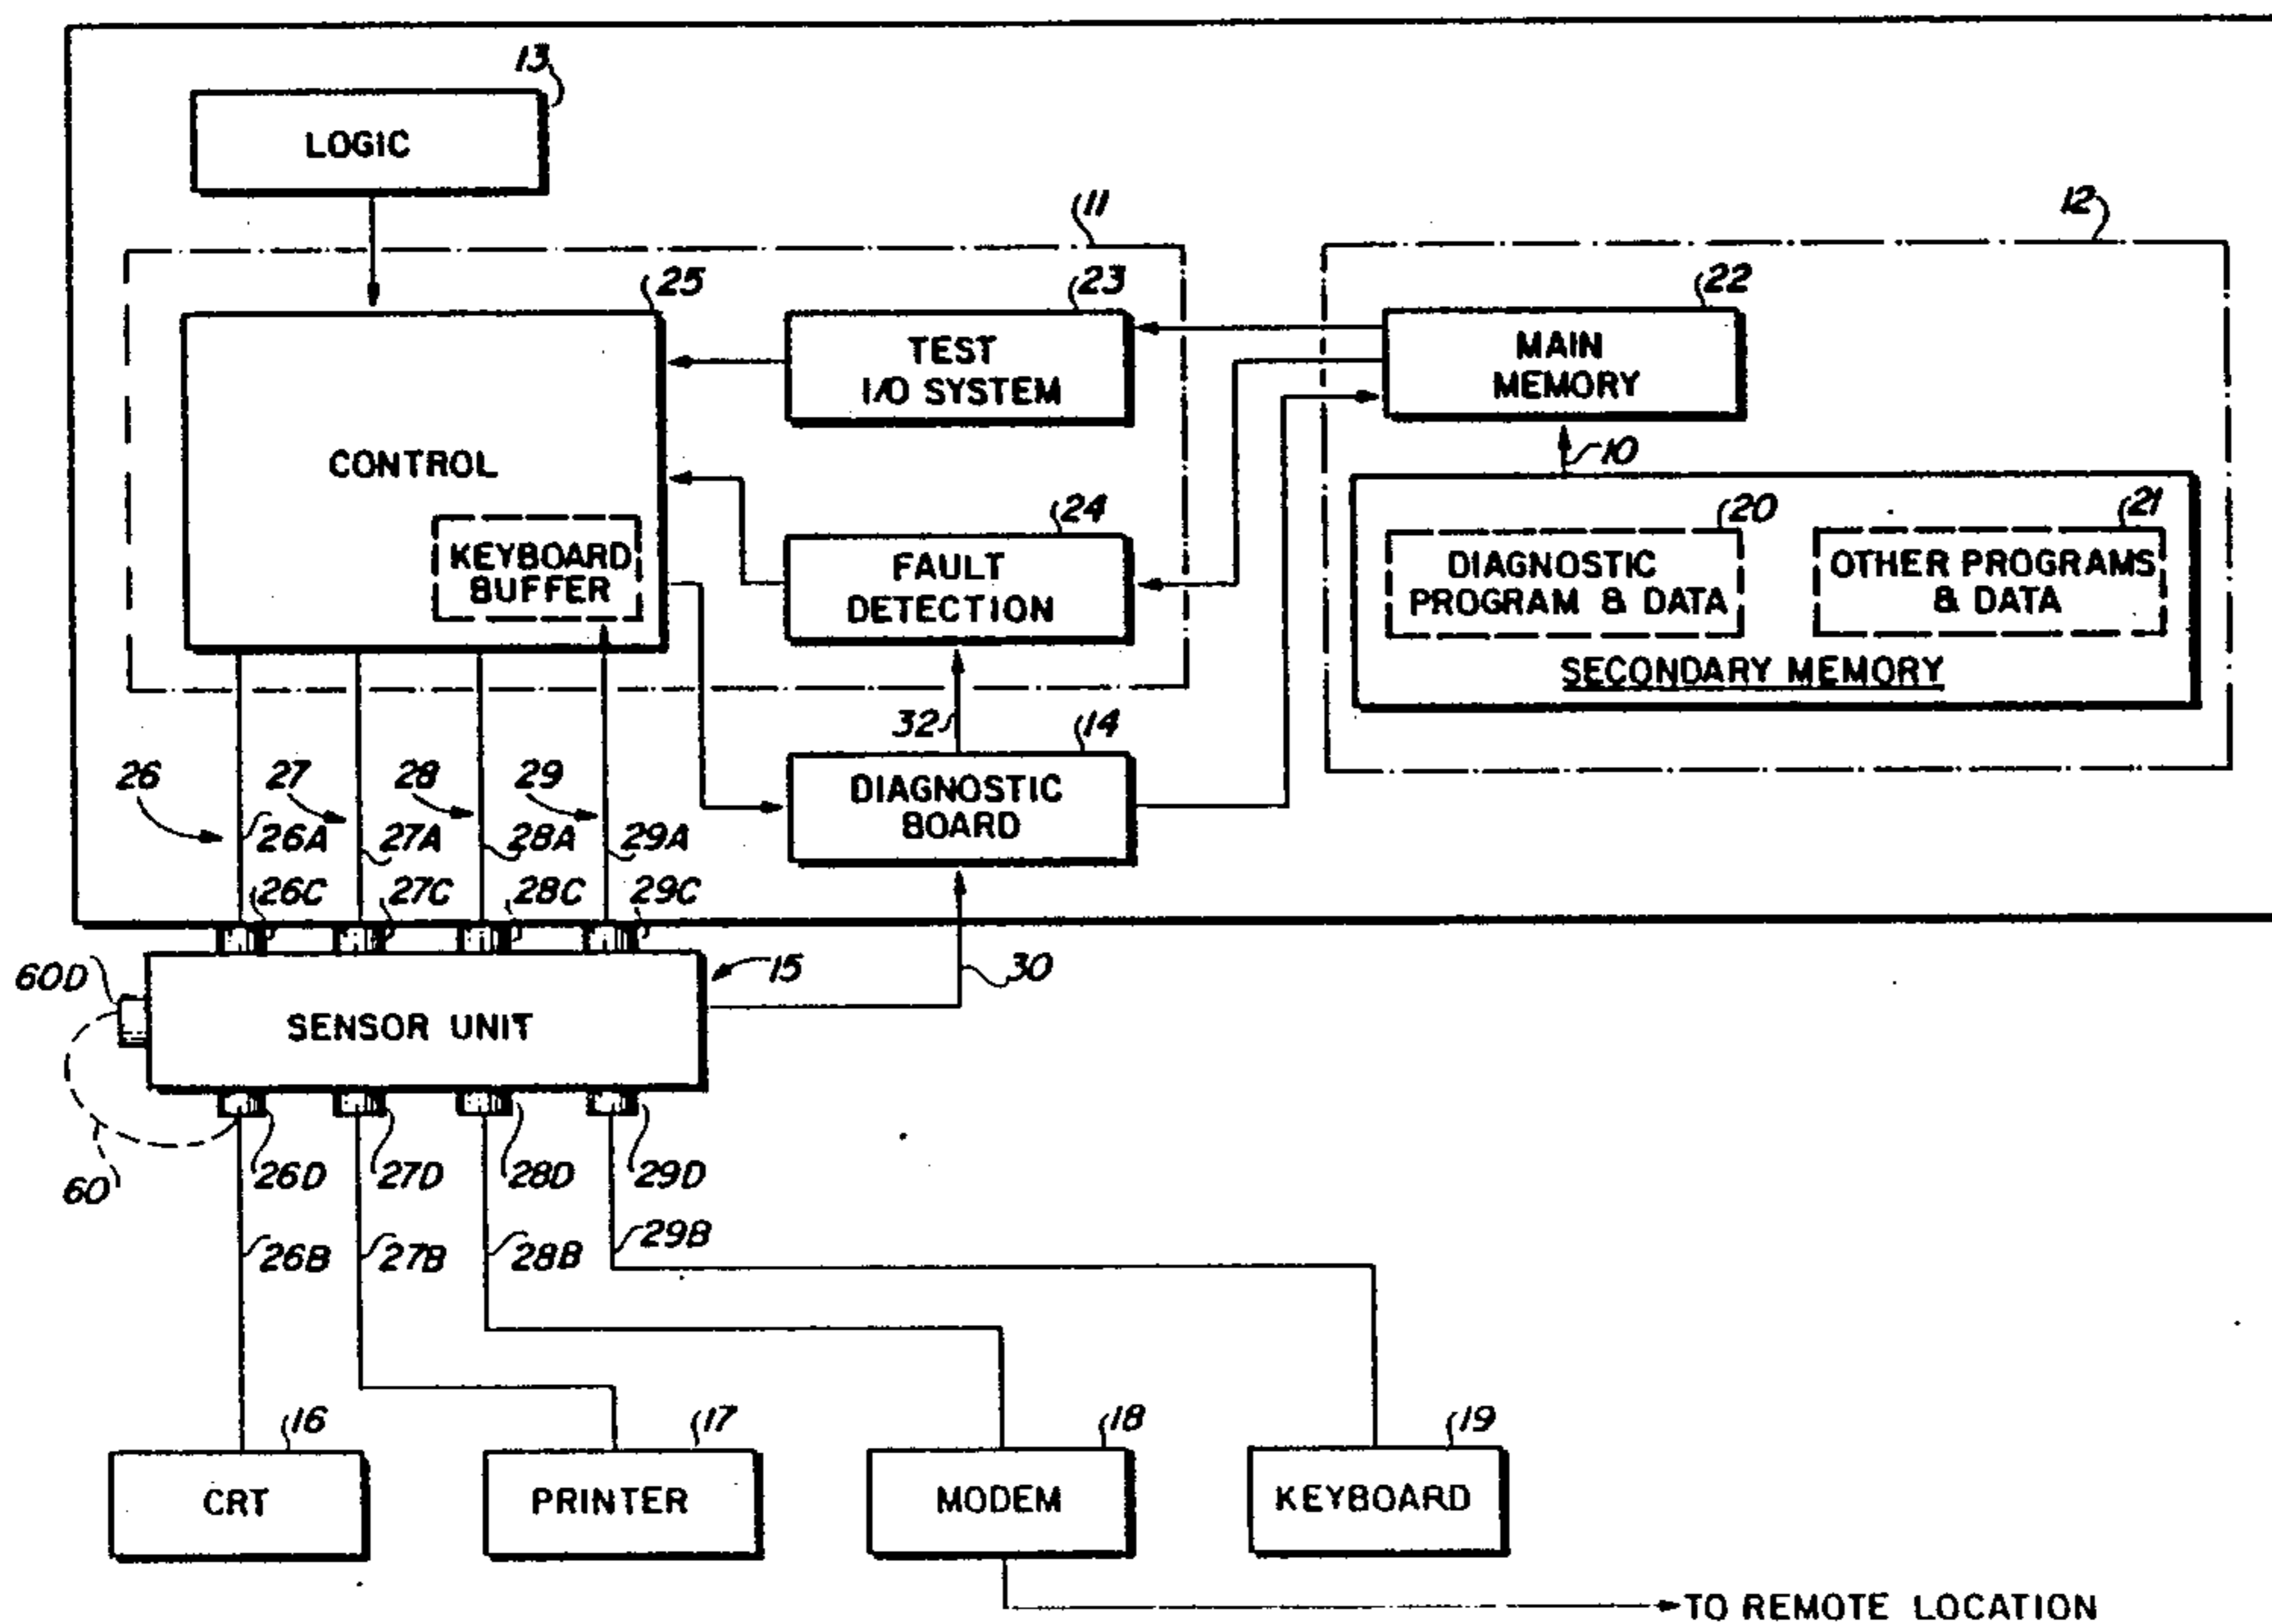 13
LOGIC
11
12
25
23
22
TEST
I/O SYSTEM
MAIN
MEMORY
CONTROL
10
24
20
21
KEYBOARD
BUFFER
FAULT
DETECTION
DIAGNOSTIC
PROGRAM & DATA
OTHER PROGRAMS
& DATA
SECONDARY MEMORY
32
14
26
27
28
29
DIAGNOSTIC
BOARD
26A
27A
28A
29A
26C
27C
28C
29C
60D
15
30
SENSOR UNIT
60
26D
27D
28D
29D
26B
27B
28B
29B
16
17
18
19
CRT
PRINTER
MODEM
KEYBOARD
TO REMOTE LOCATION